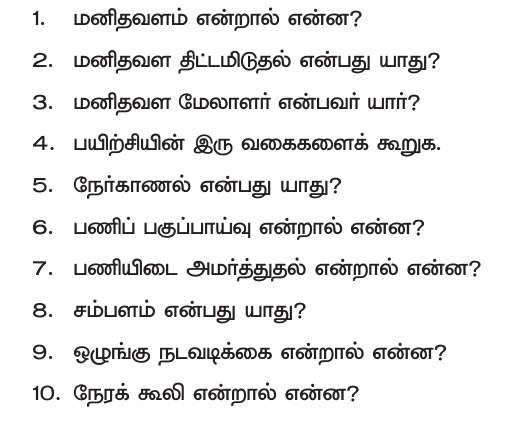 1. மனிதவளம் என்றால் என்ன?
2. மனிதவள திட்டமிடுதல் என்பது யாது?
3. மனிதவள மேலாளர் என்பவர் யார்?
4. பயிற்சியின் இரு வகைகளைக் கூறுக.
5. நேர்காணல் என்பது யாது?
6. பணிப் பகுப்பாய்வு என்றால் என்ன?
7. பணியிடை அமர்த்துதல் என்றால் என்ன?
8. சம்பளம் என்பது யாது?
9. ஒழுங்கு நடவடிக்கை என்றால் என்ன?
10. நேரக் கூலி என்றால் என்ன?